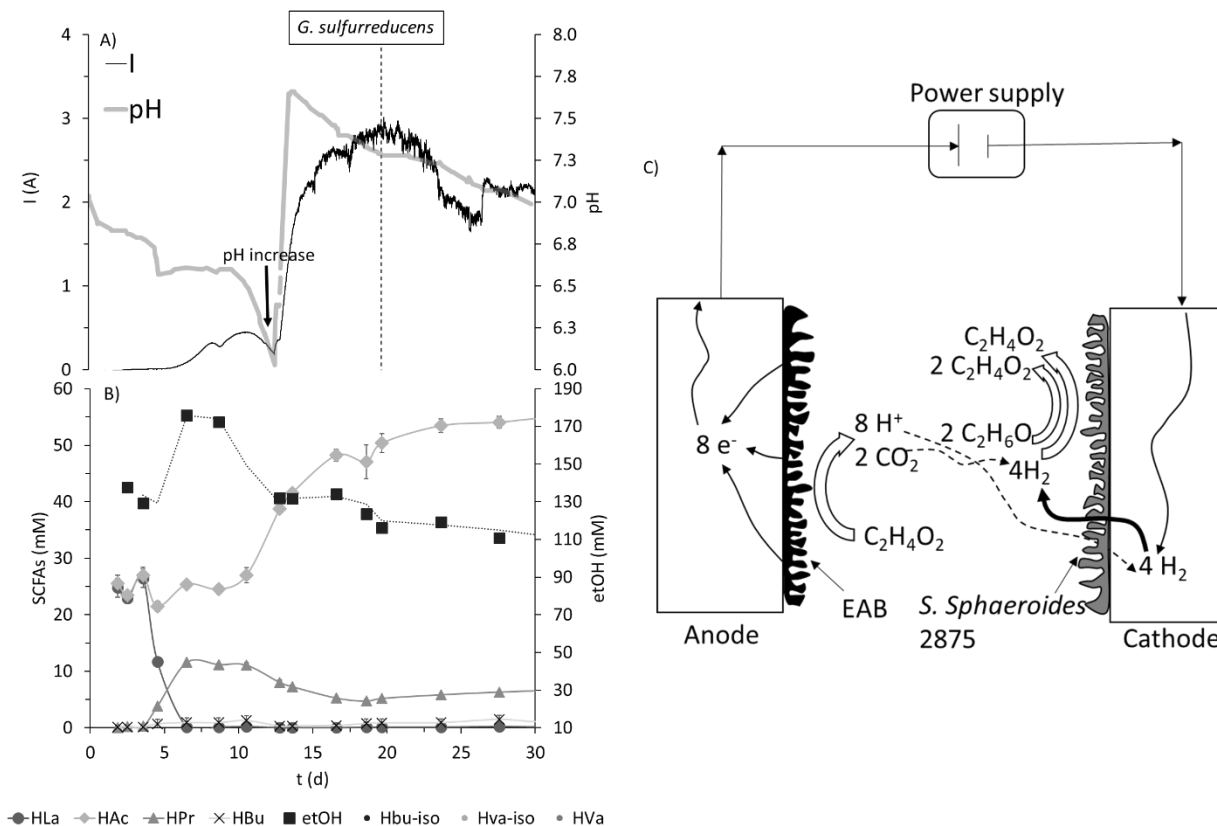 G. sulfurreducens
A)
I
pH
4
3
2
1
0
I (A)
8.0
7.8
7.5
7.3
7.0
6.8
6.5
6.3
6.0
pH
pH increase
B)
60
50
40
30
20
10
0
SCFAs (mM)
190
170
150
130
110
90
70
50
30
10
etOH (mM)
0 5 10 15 20 25 30
t (d)
HLa HAc HPr HBu etOH Hbu-iso Hva-iso HVa
C)
Power supply
8 e-
8 H+
2 CO2
C2H4O2
C2H4O2
2 C2H4O2
2 C2H6O
4H2
4 H2
EAB
S. Sphaeroides
2875
Anode
Cathode